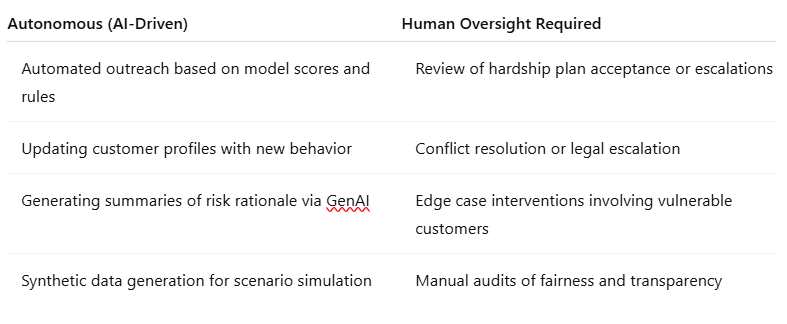 Autonomous (AI-Driven) Human Oversight Required
Automated outreach based on model scores and rules Review of hardship plan acceptance or escalations
Updating customer profiles with new behavior Conflict resolution or legal escalation
Generating summaries of risk rationale via GenAI Edge case interventions involving vulnerable customers
Synthetic data generation for scenario simulation Manual audits of fairness and transparency